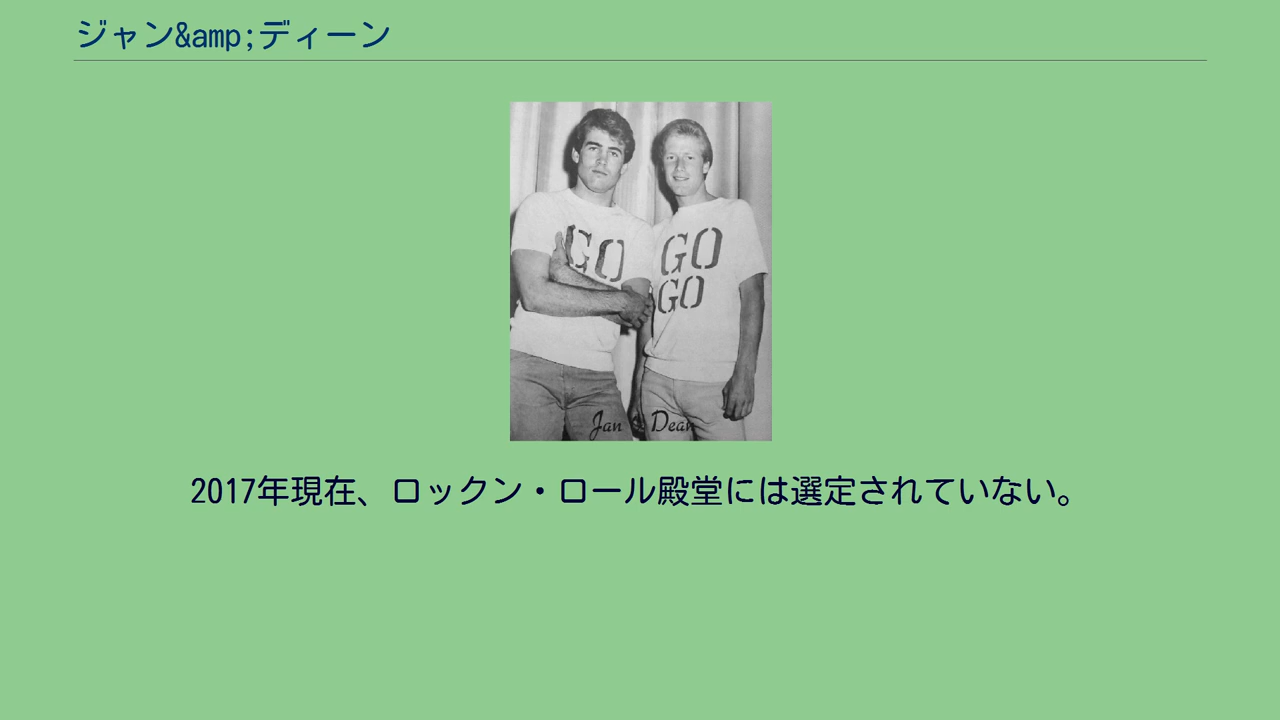 ジャン&amp;ディーン
GO GO
GO
Jan & Dean
2017年現在、ロックン・ロール殿堂には選定されていない。